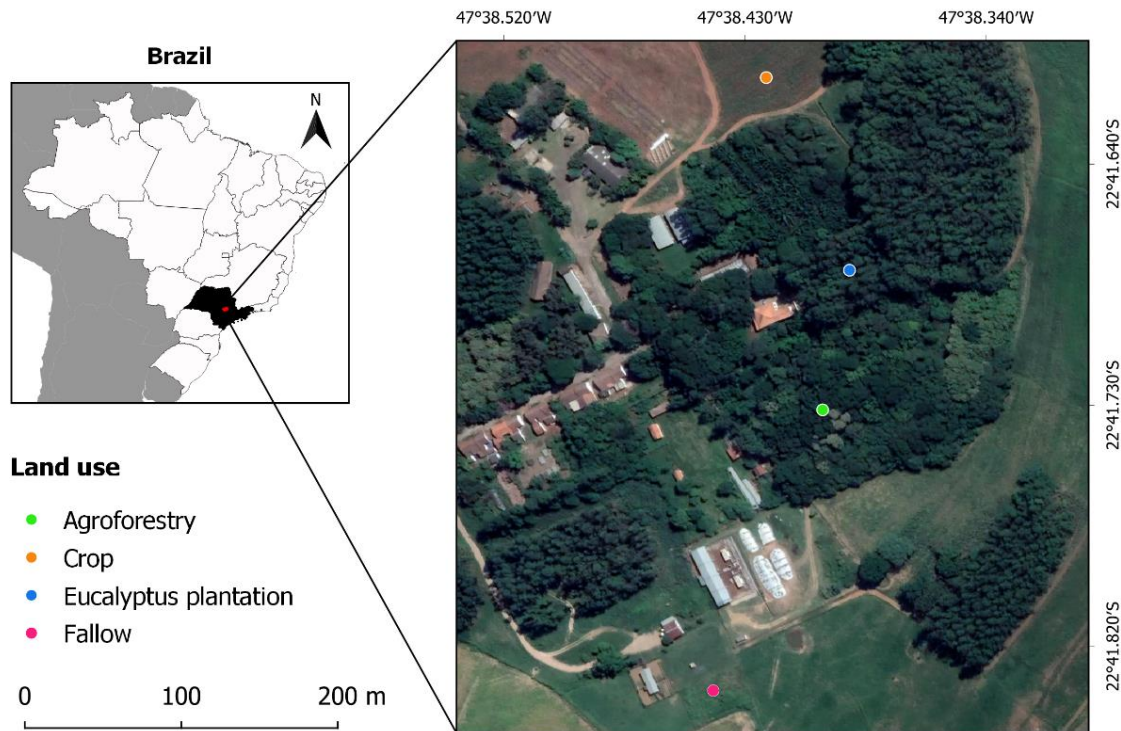 47°38.520′W 47°38.430′W 47°38.340′W
Brazil
N
22°41.640′S
22°41.730′S
22°41.820′S
Land use
Agroforestry
Crop
Eucalyptus plantation
Fallow
0 100 200 m